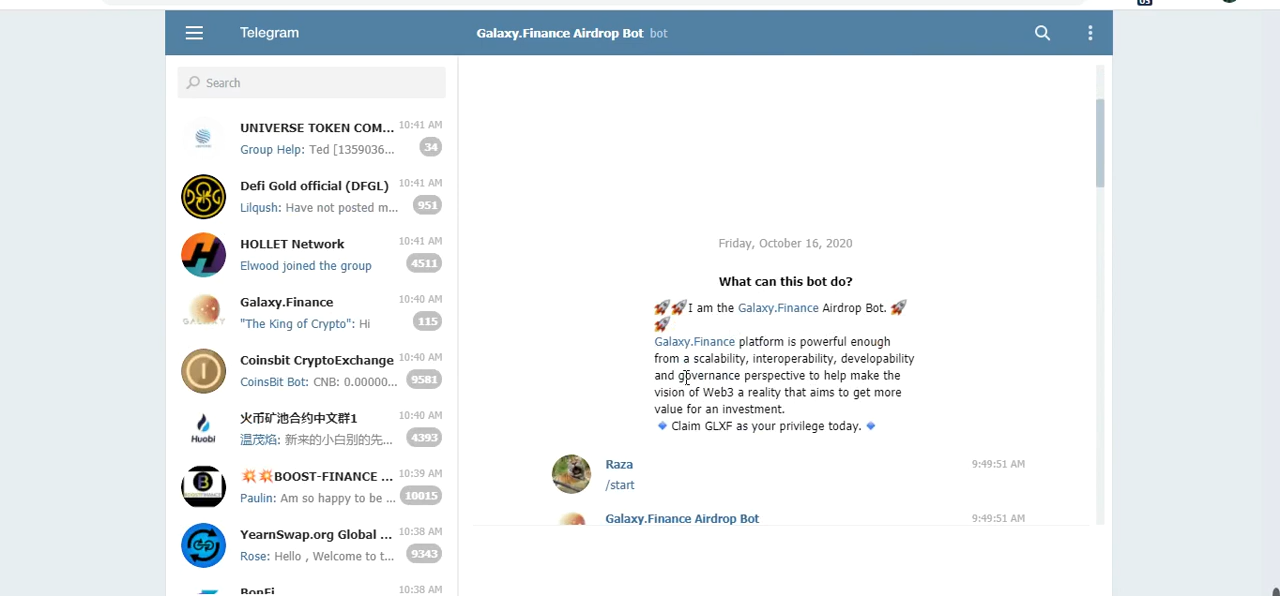 Telegram
Galaxy.Finance Airdrop Bot bot
Search
UNIVERSE TOKEN COM... 10:41 AM
Group Help: Ted [1359036... 34
Defi Gold official (DFGL) 10:41 AM
Lilqush: Have not posted m... 951
HOLLET Network 10:41 AM
Elwood joined the group 4511
Galaxy.Finance 10:40 AM
"The King of Crypto": Hi 115
Coinsbit CryptoExchange 10:40 AM
CoinsBit Bot: CNB: 0.00000... 9581
火币矿池合约中文群1 10:40 AM
温茂焰: 新来的小白别的先... 4393
Huobi
💥💥BOOST-FINANCE ... 10:39 AM
Paulin: Am so happy to be ... 10015
YearnSwap.org Global ... 10:38 AM
Rose: Hello , Welcome to t... 9343
BonFi 10:38 AM
Friday, October 16, 2020
What can this bot do?
🚀🚀I am the Galaxy.Finance Airdrop Bot. 🚀
🚀
Galaxy.Finance platform is powerful enough
from a scalability, interoperability, developability
and governance perspective to help make the
vision of Web3 a reality that aims to get more
value for an investment.
🔹 Claim GLXF as your privilege today. 🔹
Raza 9:49:51 AM
/start
Galaxy.Finance Airdrop Bot 9:49:51 AM